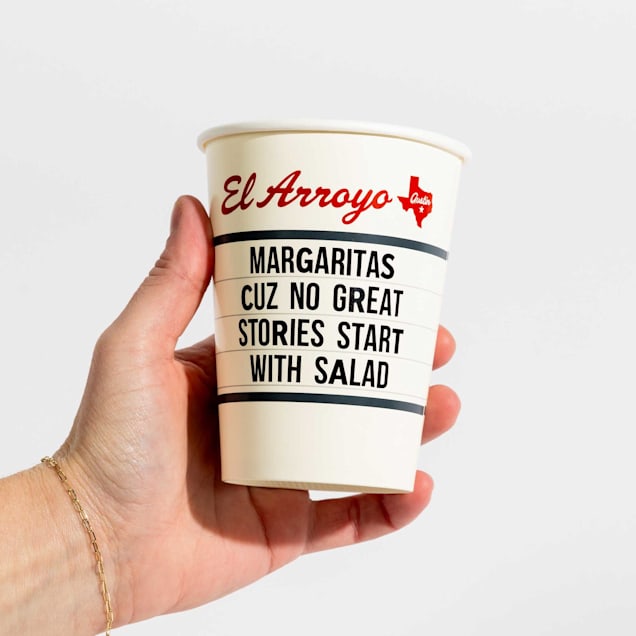 El Arroyo
Austin
MARGARITAS
CUZ NO GREAT
STORIES START
WITH SALAD